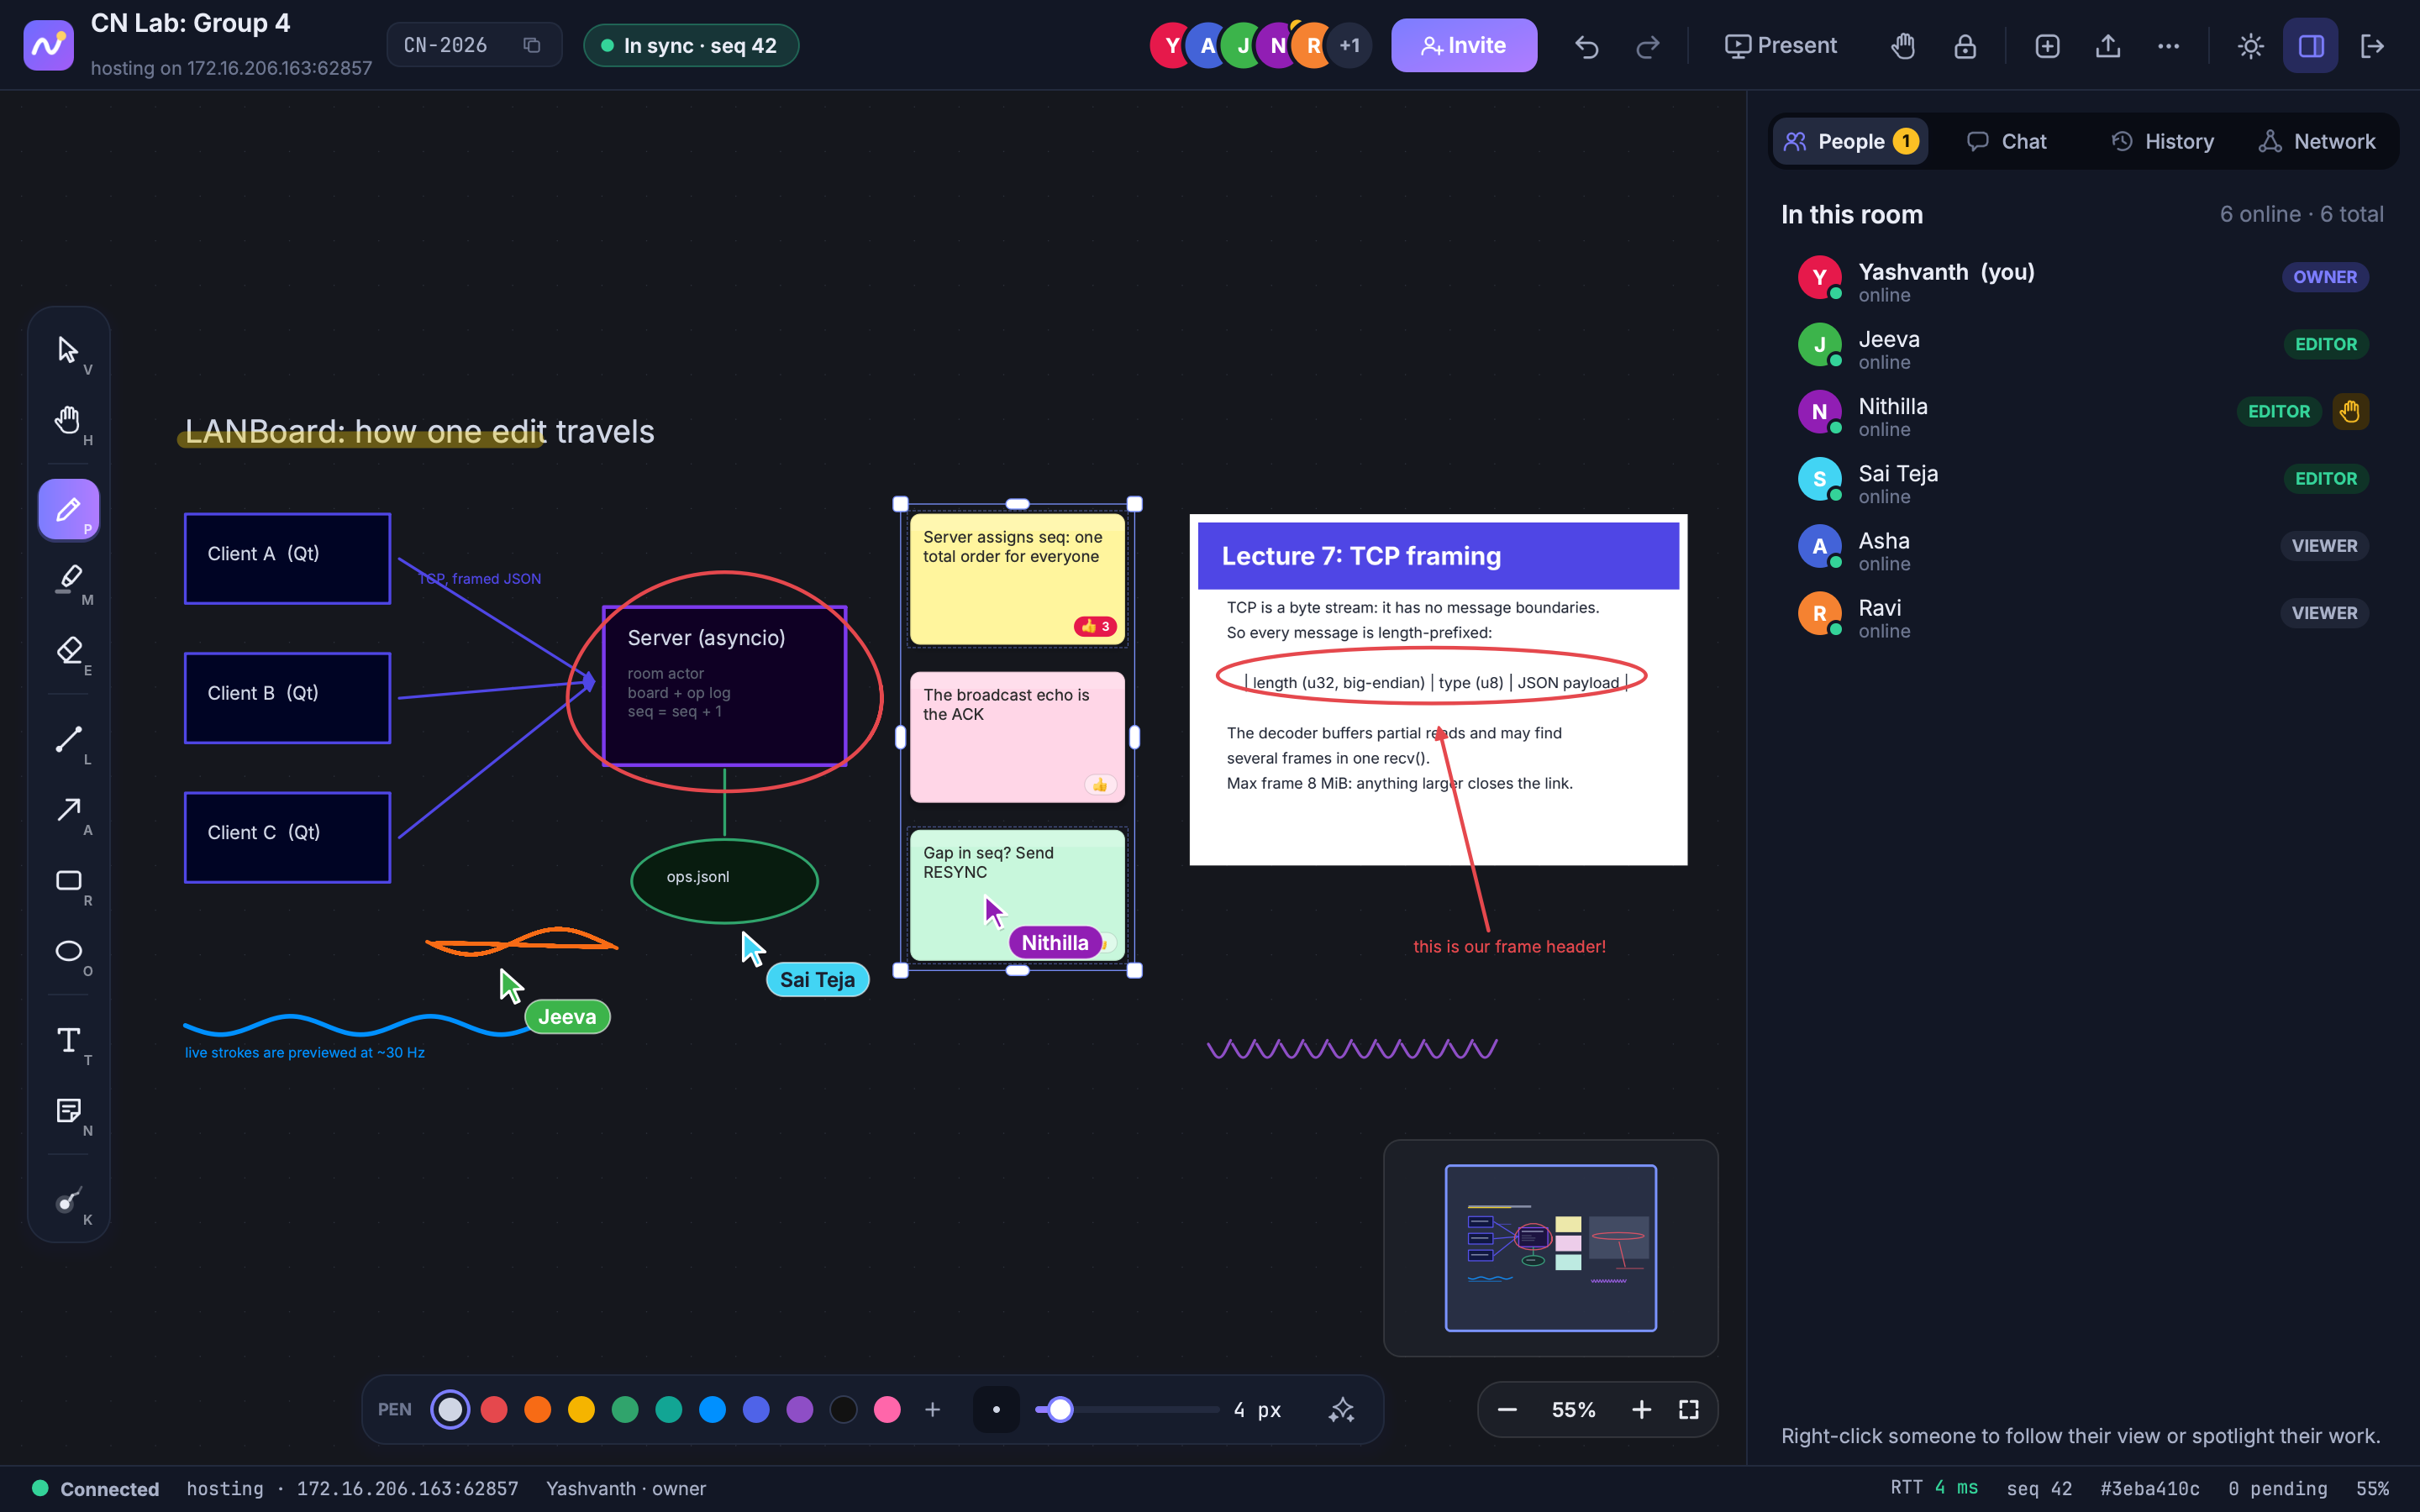 CN Lab: Group 4
hosting on 172.16.206.163:62857
CN-2026
In sync · seq 42
Y A J N R +1
Invite
Present
People 1
Chat
History
Network
In this room
6 online · 6 total
Y Yashvanth (you)
online
OWNER
J Jeeva
online
EDITOR
N Nithilla
online
EDITOR
S Sai Teja
online
EDITOR
A Asha
online
VIEWER
R Ravi
online
VIEWER
Right-click someone to follow their view or spotlight their work.
V
H
P
M
E
L
A
R
O
T
N
K
LANBoard: how one edit travels
Client A (Qt)
Client B (Qt)
Client C (Qt)
TCP, framed JSON
Server (asyncio)
room actor
board + op log
seq = seq + 1
ops.jsonl
Server assigns seq: one
total order for everyone
👍 3
The broadcast echo is
the ACK
👍
Gap in seq? Send
RESYNC
Nithilla
Sai Teja
Jeeva
live strokes are previewed at ~30 Hz
Lecture 7: TCP framing
TCP is a byte stream: it has no message boundaries.
So every message is length-prefixed:
| length (u32, big-endian) | type (u8) | JSON payload |
The decoder buffers partial reads and may find
several frames in one recv().
Max frame 8 MiB: anything larger closes the link.
this is our frame header!
PEN
4 px
55%
Connected
hosting · 172.16.206.163:62857
Yashvanth · owner
RTT 4 ms
seq 42
#3eba410c
0 pending
55%